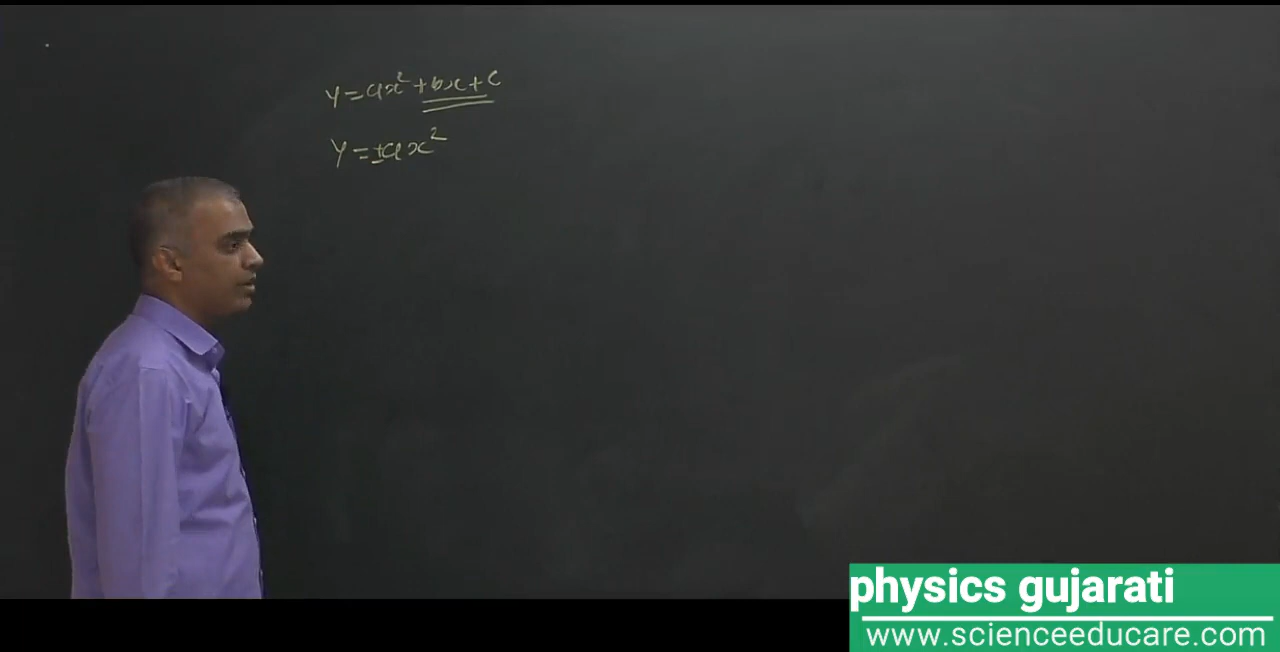 y = ax² + bx + c
y = ±ax²
physics gujarati
www.scienceeducare.com